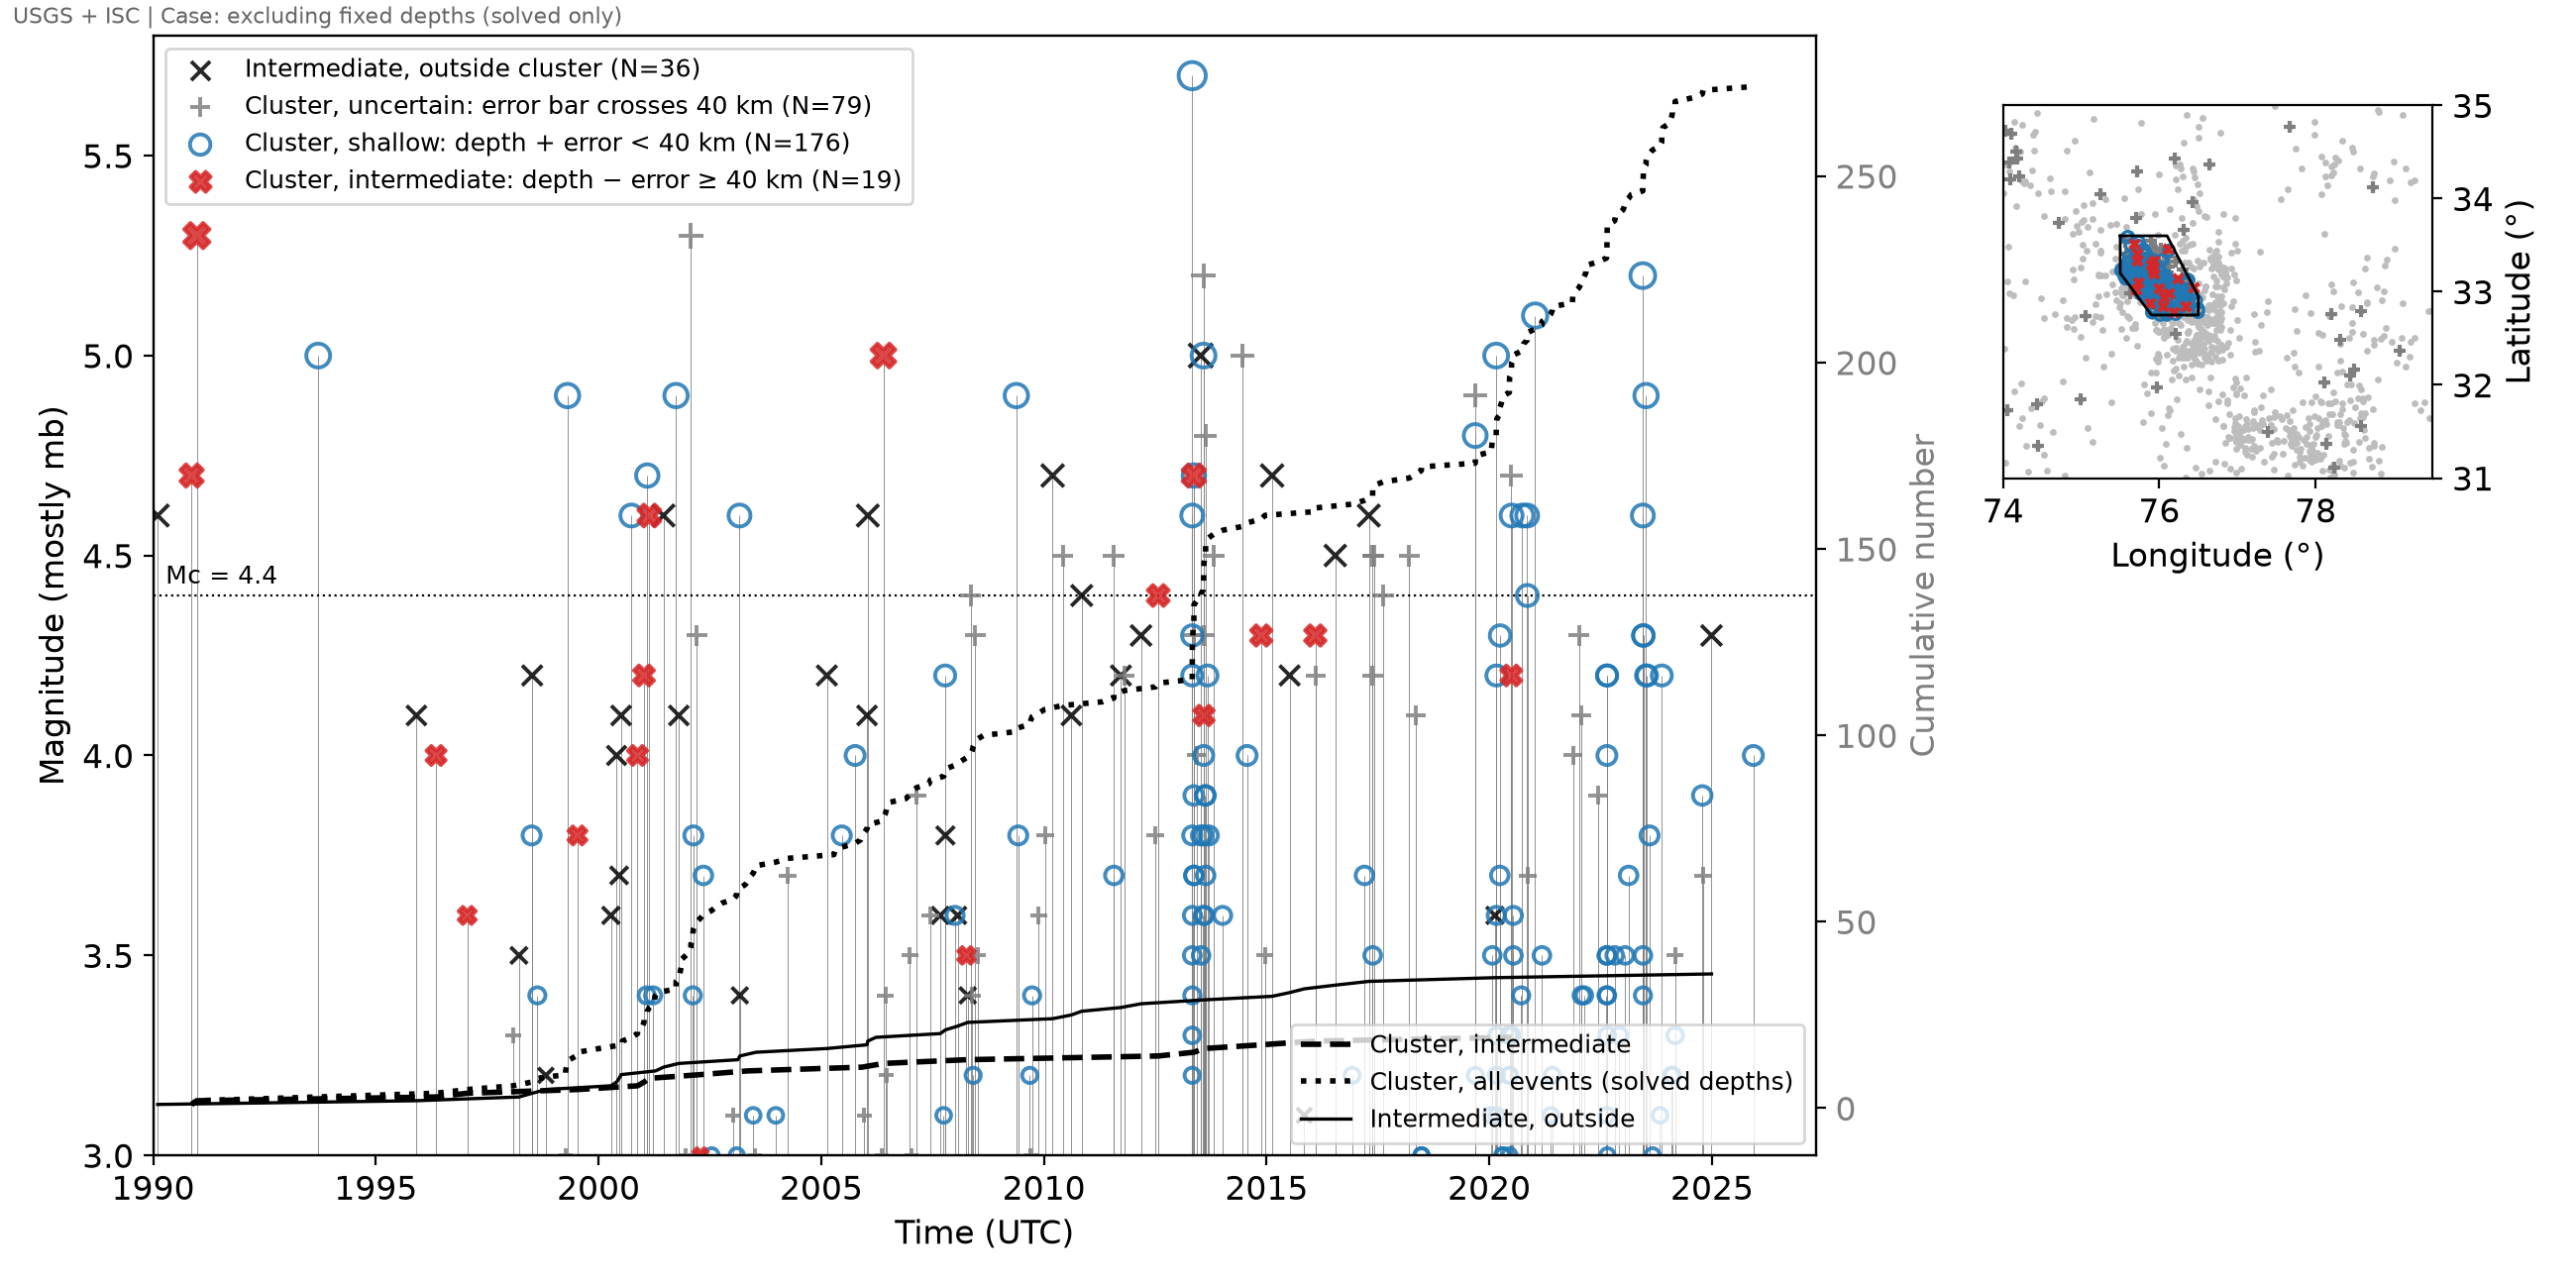 USGS + ISC | Case: excluding fixed depths (solved only)
Intermediate, outside cluster (N=36)
Cluster, uncertain: error bar crosses 40 km (N=79)
Cluster, shallow: depth + error < 40 km (N=176)
Cluster, intermediate: depth − error ≥ 40 km (N=19)
Magnitude (mostly mb)
5.5
5.0
4.5
4.0
3.5
3.0
Mc = 4.4
Cluster, intermediate
Cluster, all events (solved depths)
Intermediate, outside
1990
1995
2000
2005
2010
2015
2020
2025
Time (UTC)
250
200
150
100
50
0
Cumulative number
35
34
33
32
31
Latitude (°)
74
76
78
Longitude (°)